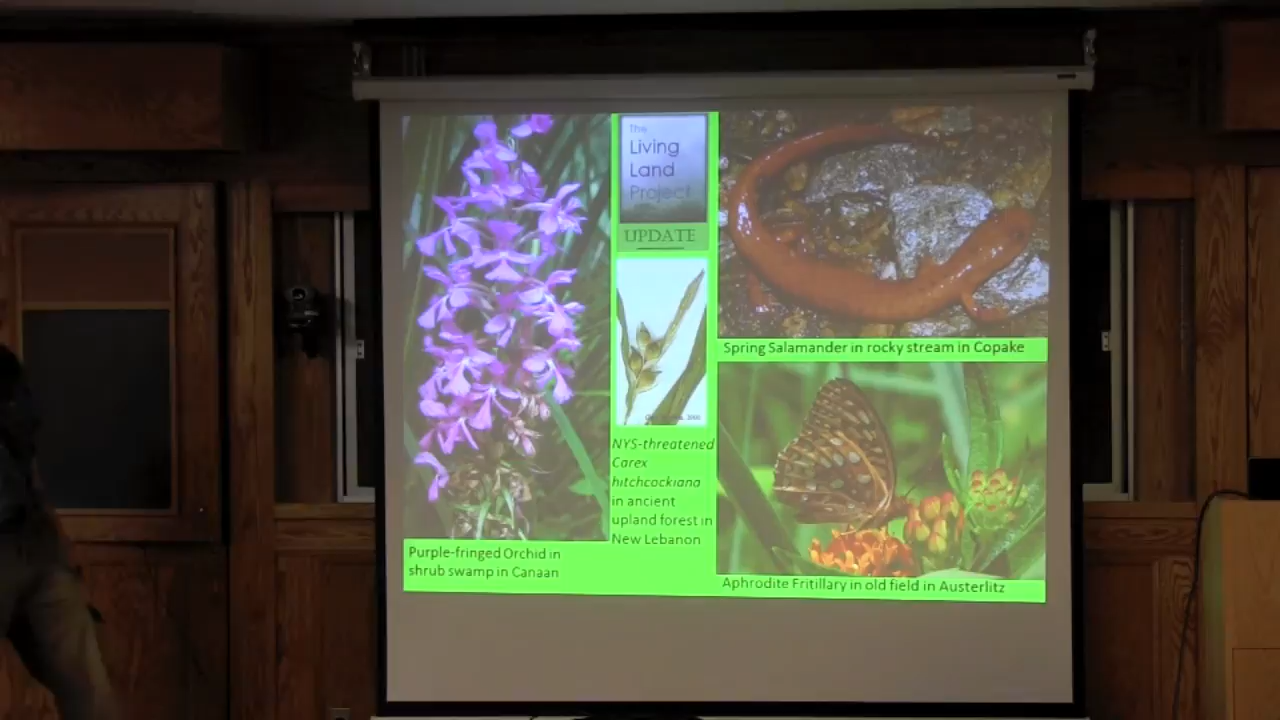 The
Living
Land
Project
UPDATE
NYS-threatened
Carex
hitchcockiana
in ancient
upland forest in
New Lebanon
Purple-fringed Orchid in
shrub swamp in Canaan
Spring Salamander in rocky stream in Copake
Aphrodite Fritillary in old field in Austerlitz